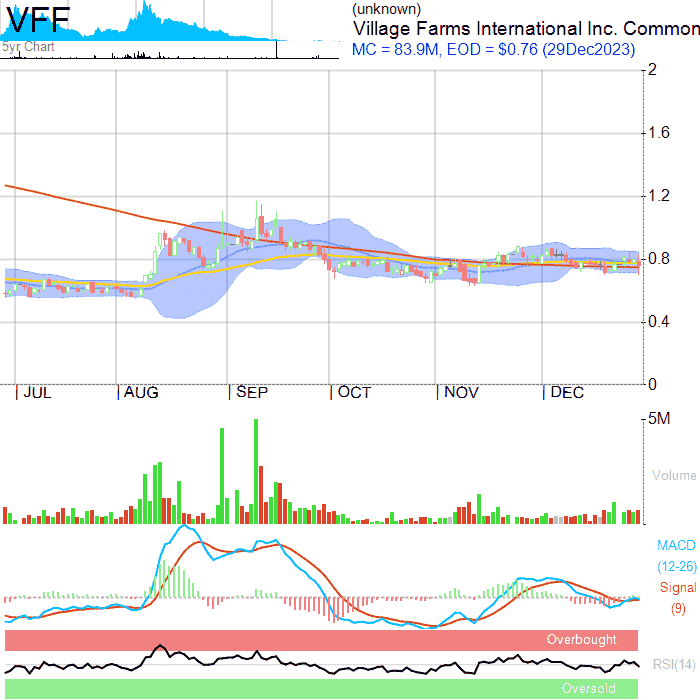 VFF
5yr Chart
(unknown)
Village Farms International Inc. Common
MC = 83.9M, EOD = $0.76 (29Dec2023)
2
1.6
1.2
0.8
0.4
0
JUL
AUG
SEP
OCT
NOV
DEC
5M
Volume
MACD
(12-26)
Signal
(9)
Overbought
RSI(14)
Oversold